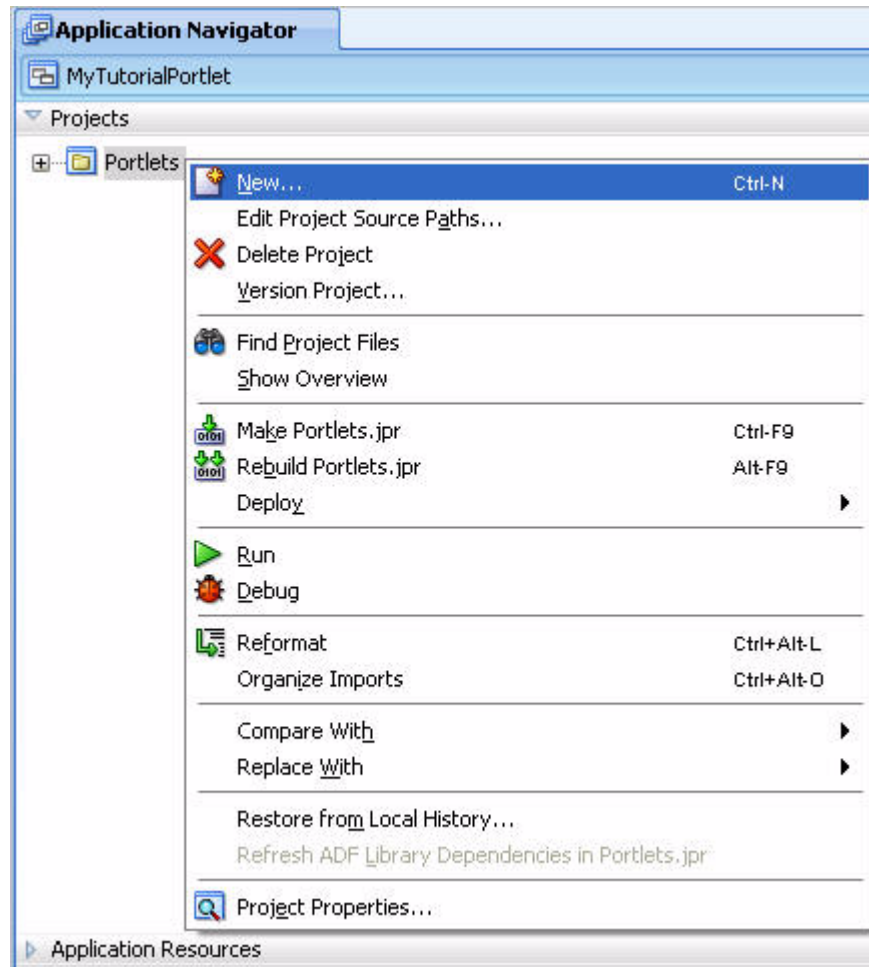 Application Navigator
MyTutorialPortlet
Projects
Portlets
New... Ctrl-N
Edit Project Source Paths...
Delete Project
Version Project...
Find Project Files
Show Overview
Make Portlets.jpr Ctrl-F9
Rebuild Portlets.jpr Alt-F9
Deploy
Run
Debug
Reformat Ctrl+Alt-L
Organize Imports Ctrl+Alt-O
Compare With
Replace With
Restore from Local History...
Refresh ADF Library Dependencies in Portlets.jpr
Project Properties...
Application Resources